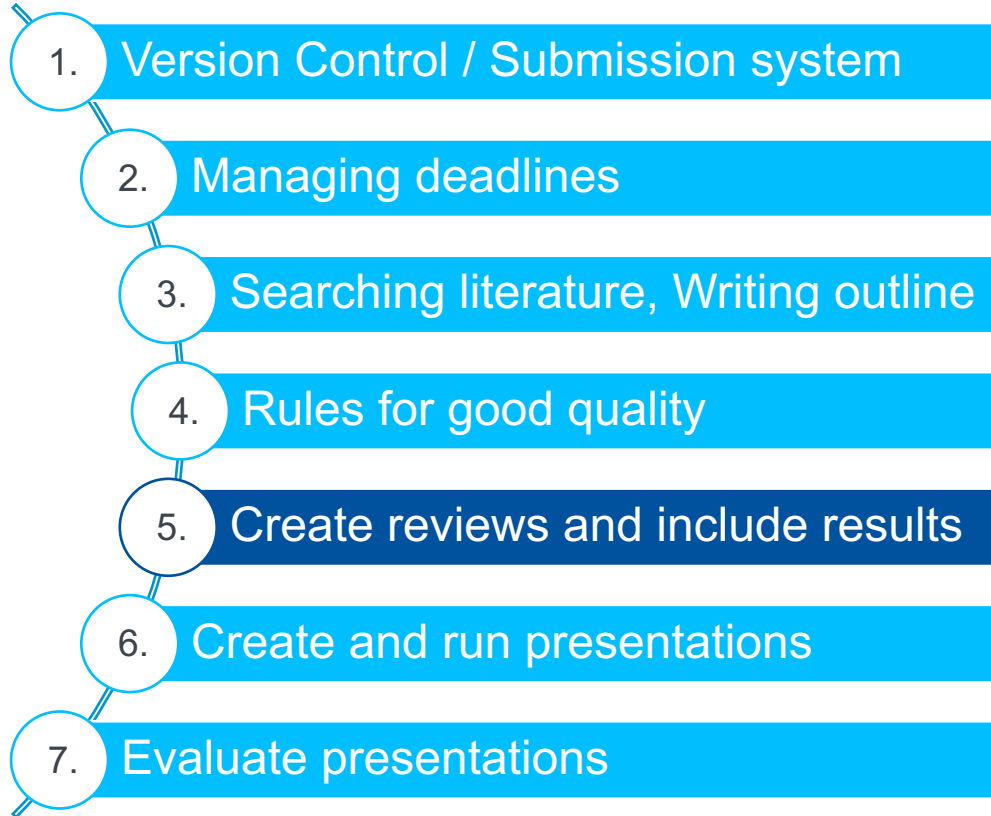 1. Version Control / Submission system
2. Managing deadlines
3. Searching literature, Writing outline
4. Rules for good quality
5. Create reviews and include results
6. Create and run presentations
7. Evaluate presentations